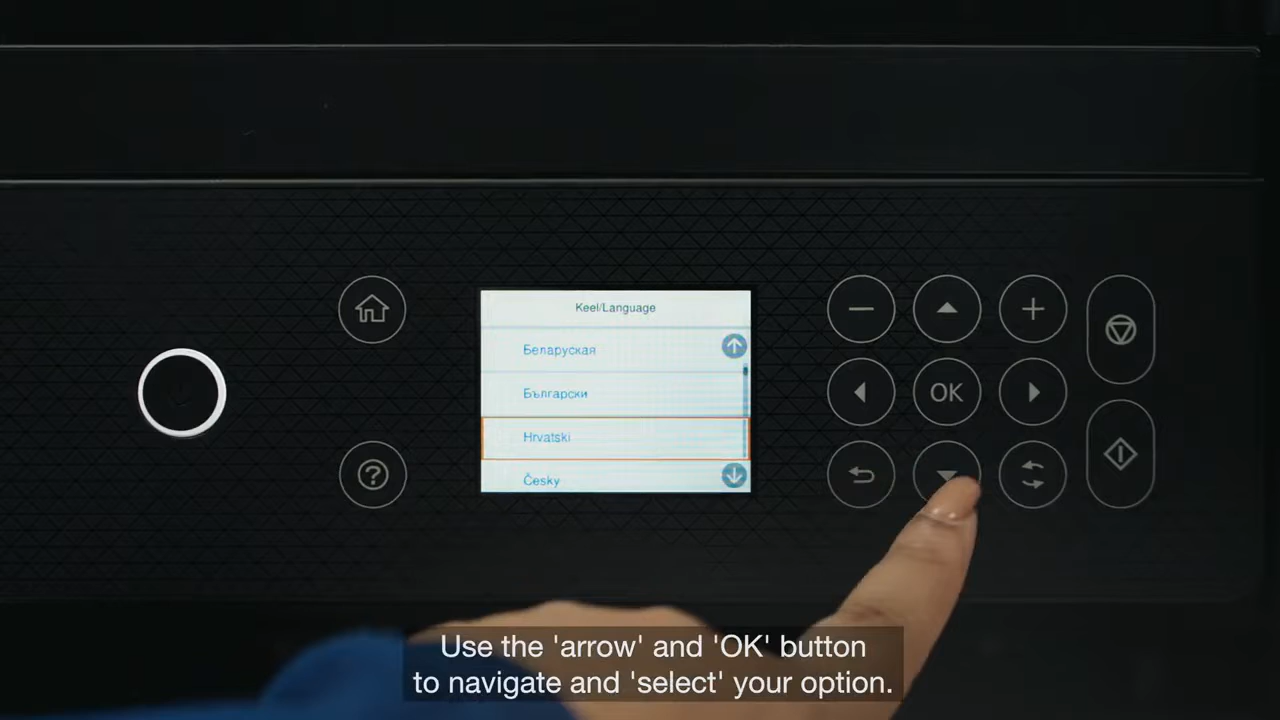 Keel/Language
Беларуская
Български
Hrvatski
Česky
OK
Use the 'arrow' and 'OK' button
to navigate and 'select' your option.